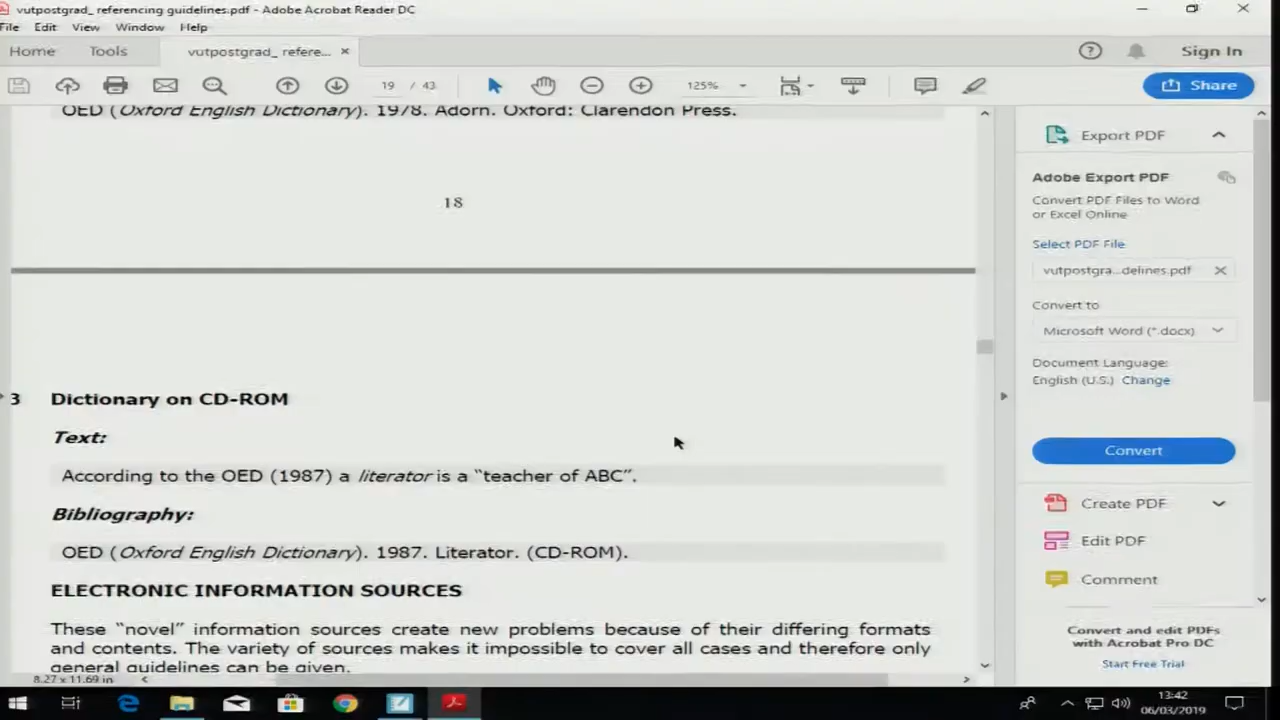 vutpostgrad_ referencing guidelines.pdf - Adobe Acrobat Reader DC
File Edit View Window Help
Home Tools vutpostgrad_ refere... × Sign In
19 / 43 125% Share
OED (Oxford English Dictionary). 1978. Adorn. Oxford: Clarendon Press.
18
3 Dictionary on CD-ROM
Text:
According to the OED (1987) a literator is a “teacher of ABC”.
Bibliography:
OED (Oxford English Dictionary). 1987. Literator. (CD-ROM).
ELECTRONIC INFORMATION SOURCES
These “novel” information sources create new problems because of their differing formats
and contents. The variety of sources makes it impossible to cover all cases and therefore only
general guidelines can be given.
8.27 x 11.69 in
Export PDF
Adobe Export PDF
Convert PDF Files to Word
or Excel Online
Select PDF File
vutpostgra...delines.pdf ×
Convert to
Microsoft Word (*.docx)
Document Language:
English (U.S.) Change
Convert
Create PDF
Edit PDF
Comment
Convert and edit PDFs
with Acrobat Pro DC
Start Free Trial
13:42
06/03/2019